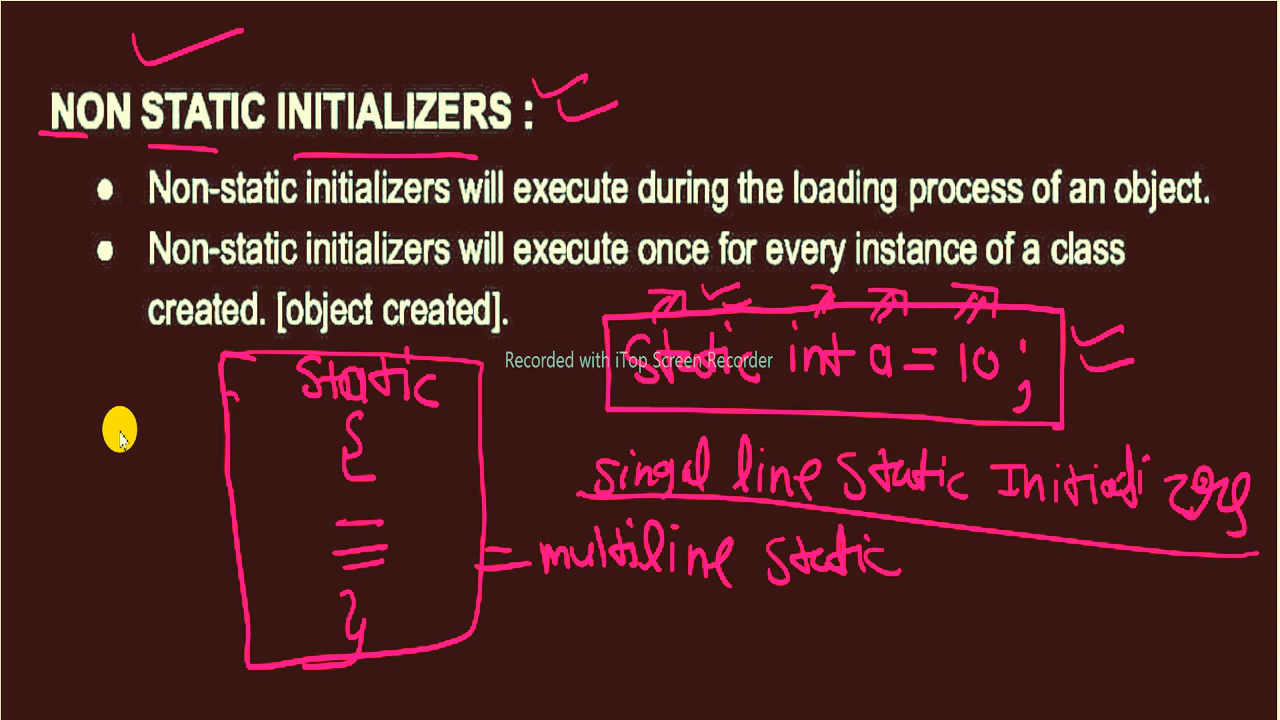 NON STATIC INITIALIZERS :
● Non-static initializers will execute during the loading process of an object.
● Non-static initializers will execute once for every instance of a class
created. [object created].
Recorded with iTop Screen Recorder
static int a = 10 ;
static
{
}
singal line static
= multiline static